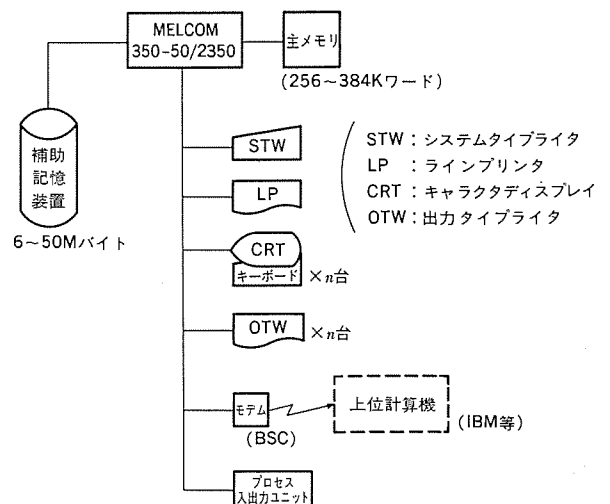 MELCOM
350-50/2350
主メモリ
(256〜384Kワード)
補助
記憶
装置
6〜50Mバイト
STW
LP
CRT
キーボード ×n台
OTW ×n台
モデム
(BSC)
上位計算機
(IBM等)
プロセス
入出力ユニット
STW:システムタイプライタ
LP:ラインプリンタ
CRT:キャラクタディスプレイ
OTW:出力タイプライタ